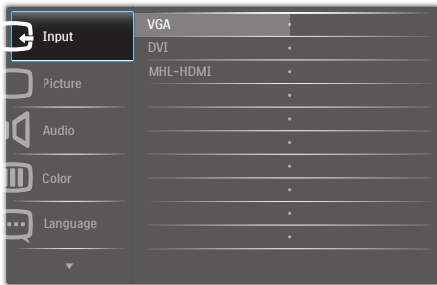 Input
Picture
Audio
Color
Language
VGA
DVI
MHL-HDMI